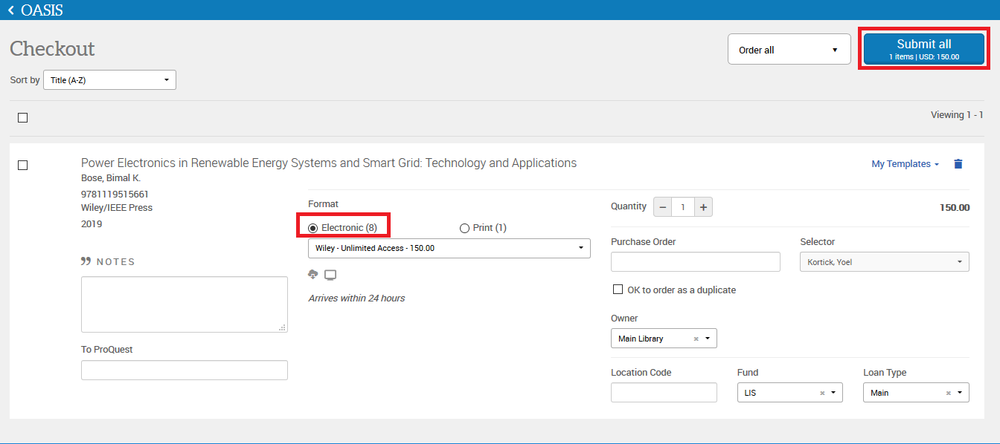 OASIS
Checkout
Order all
Submit all
1 items | USD: 150.00
Sort by
Title (A-Z)
Viewing 1 - 1
Power Electronics in Renewable Energy Systems and Smart Grid: Technology and Applications
My Templates
Bose, Bimal K.
9781119515661
Wiley/IEEE Press
2019
NOTES
To ProQuest
Format
Electronic (8)
Print (1)
Wiley - Unlimited Access - 150.00
Arrives within 24 hours
Quantity
1
150.00
Purchase Order
Selector
Kortick, Yoel
OK to order as a duplicate
Owner
Main Library
Location Code
Fund
Loan Type
LIS
Main